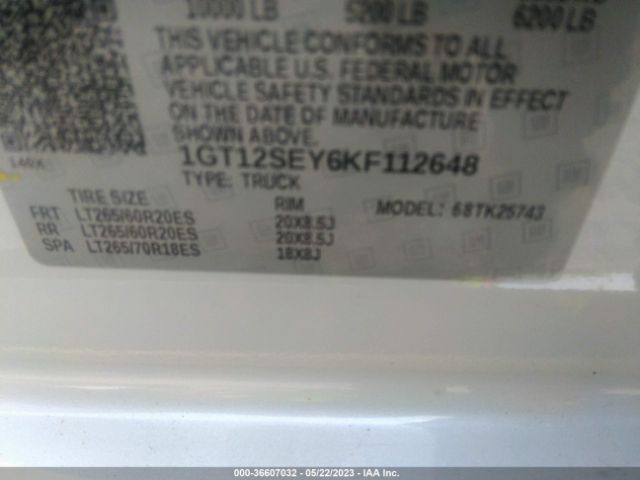 10000 LB 5200 LB 6200 LB
THIS VEHICLE CONFORMS TO ALL
APPLICABLE U.S. FEDERAL MOTOR
VEHICLE SAFETY STANDARDS IN EFFECT
ON THE DATE OF MANUFACTURE
SHOWN ABOVE.
140X 1GT12SEY6KF112648
TYPE: TRUCK
TIRE SIZE RIM MODEL: 68TK25743
FRT LT265/60R20ES 20X8.5J
RR LT265/60R20ES 20X8.5J
SPA LT265/70R18ES 18X8J
000-36607032 - 05/22/2023 - IAA Inc.